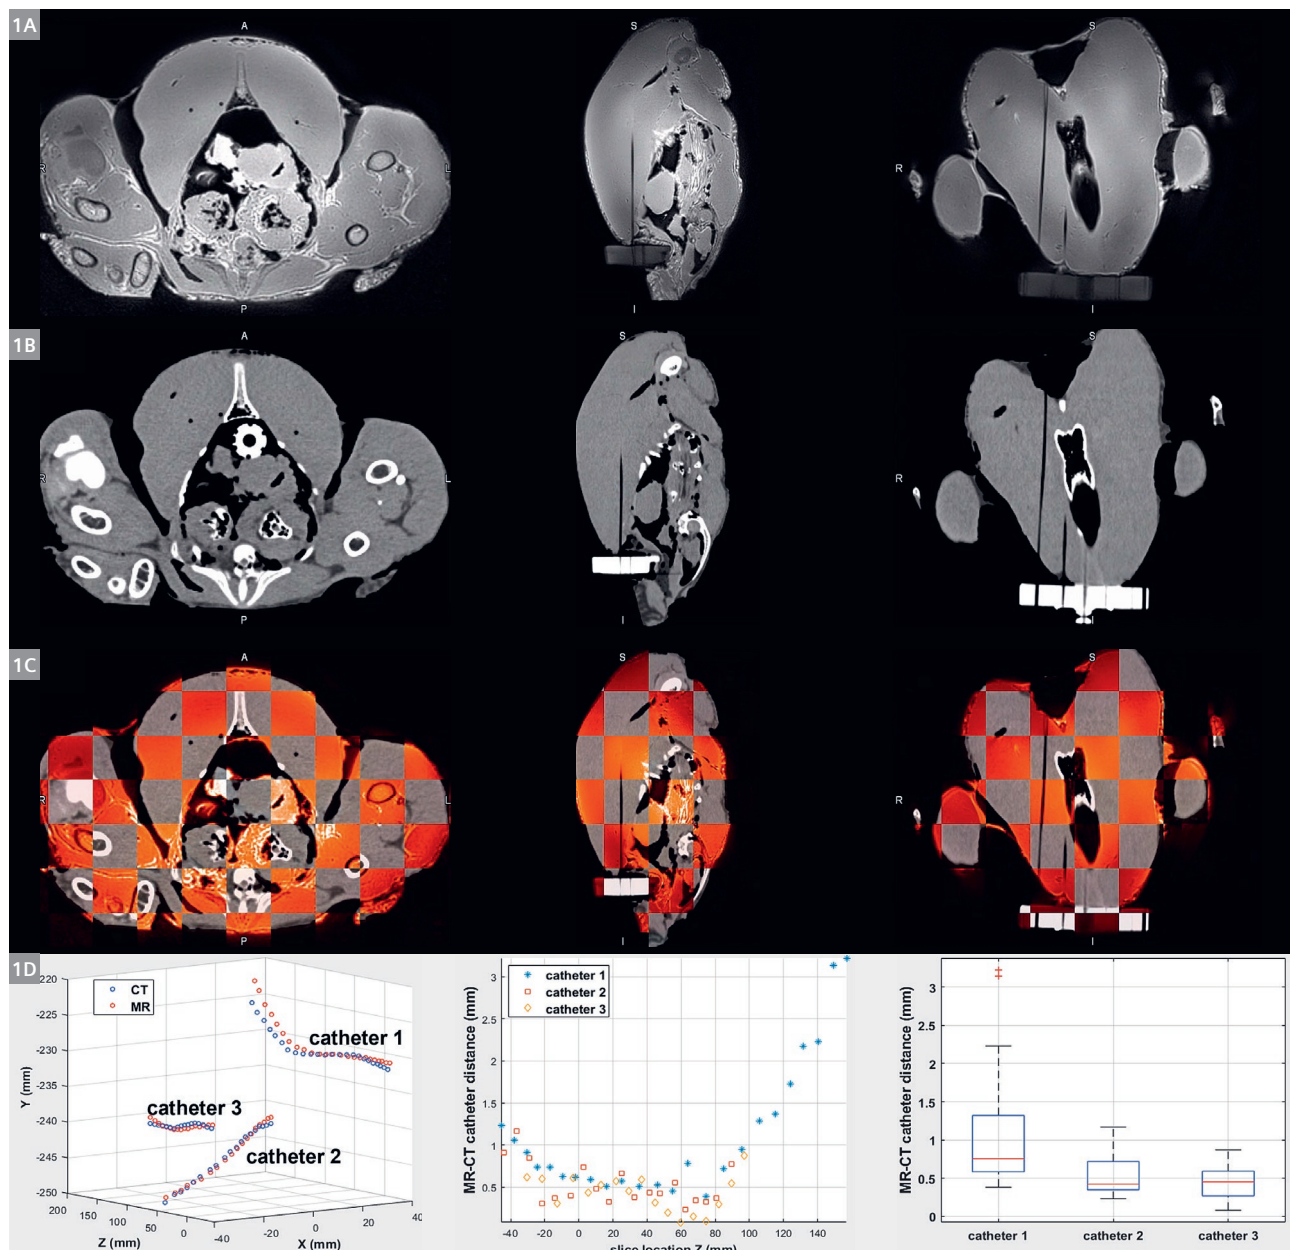 1A
A
S
S
R
L
R
P
I
I
1B
A
S
S
R
L
R
P
I
I
1C
A
S
S
R
L
R
P
I
I
1D
-220
-225
-230
-235
-240
-245
-250
Y (mm)
CT
MR
catheter 1
catheter 3
catheter 2
200
150
100
50
0
-40
-20
0
20
40
Z (mm)
X (mm)
3
2.5
2
1.5
1
0.5
MR-CT catheter distance (mm)
catheter 1
catheter 2
catheter 3
-40
-20
0
20
40
60
80
100
120
140
slice location Z (mm)
3
2.5
2
1.5
1
0.5
0
MR-CT catheter distance (mm)
catheter 1
catheter 2
catheter 3